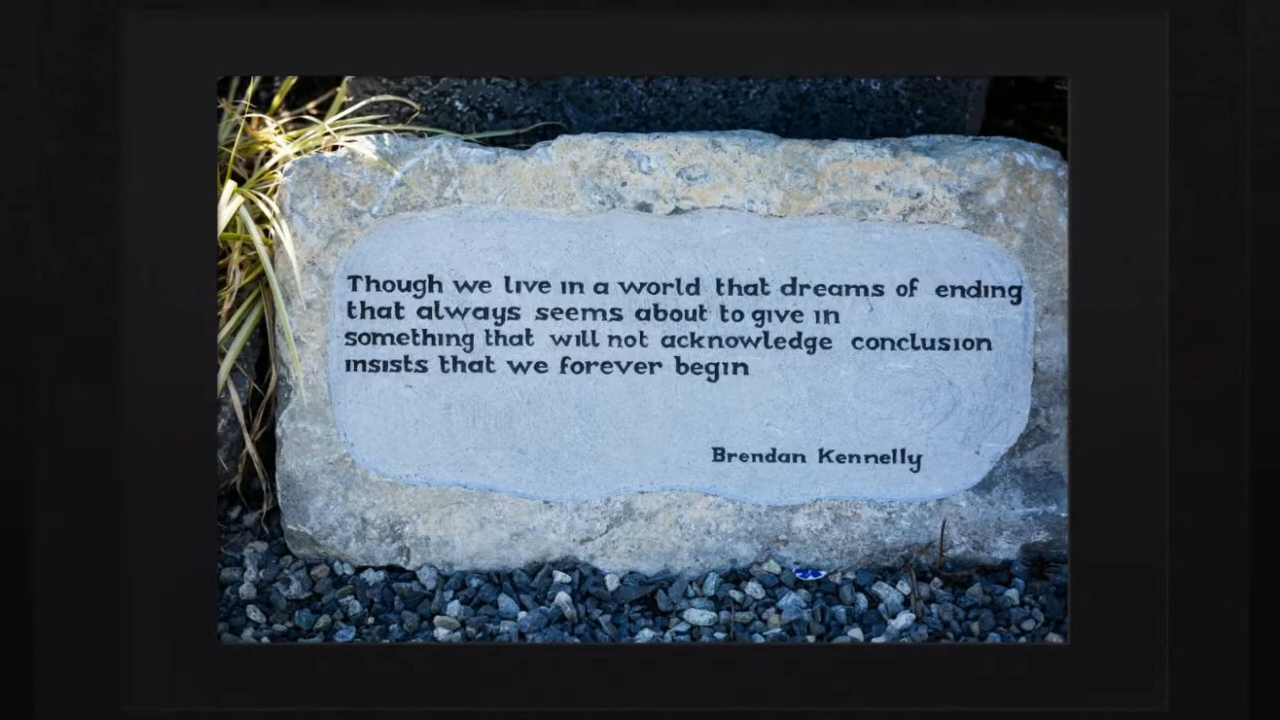 Though we live in a world that dreams of ending
that always seems about to give in
something that will not acknowledge conclusion
insists that we forever begin
Brendan Kennelly